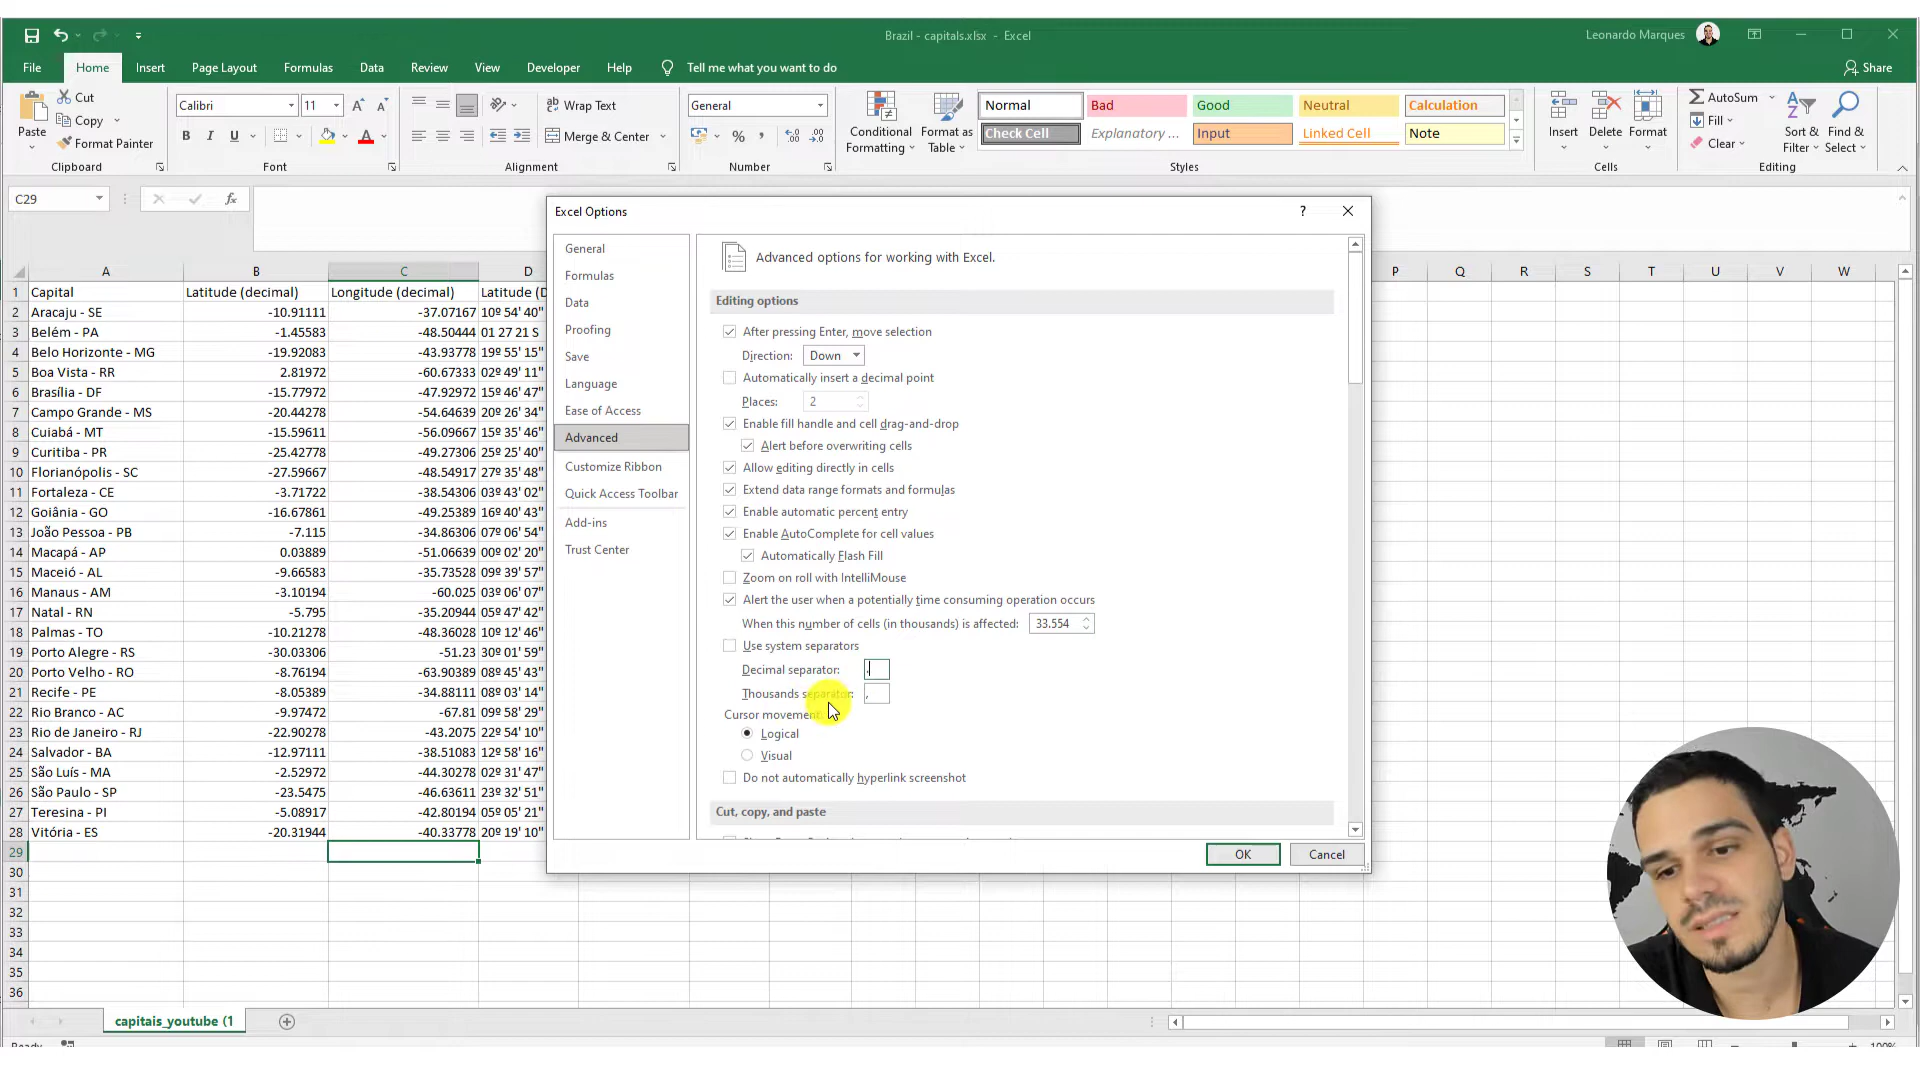 Brazil - capitals.xlsx - Excel
Leonardo Marques
File Home Insert Page Layout Formulas Data Review View Developer Help Tell me what you want to do Share
Paste
Cut
Copy
Format Painter
Clipboard
Calibri 11
B I U
Font
Wrap Text
Merge & Center
Alignment
General
%
Number
Conditional Formatting
Format as Table
Normal Bad Good Neutral Calculation
Check Cell Explanatory ... Input Linked Cell Note
Styles
Insert Delete Format
Cells
AutoSum
Fill
Clear
Sort & Filter
Find & Select
Editing
C29
fx
A B C D P Q R S T U V W
1 Capital Latitude (decimal) Longitude (decimal) Latitude (D
2 Aracaju - SE -10.91111 -37.07167 10º 54' 40"
3 Belém - PA -1.45583 -48.50444 01 27 21 S
4 Belo Horizonte - MG -19.92083 -43.93778 19º 55' 15"
5 Boa Vista - RR 2.81972 -60.67333 02º 49' 11"
6 Brasília - DF -15.77972 -47.92972 15º 46' 47"
7 Campo Grande - MS -20.44278 -54.64639 20º 26' 34"
8 Cuiabá - MT -15.59611 -56.09667 15º 35' 46"
9 Curitiba - PR -25.42778 -49.27306 25º 25' 40"
10 Florianópolis - SC -27.59667 -48.54917 27º 35' 48"
11 Fortaleza - CE -3.71722 -38.54306 03º 43' 02"
12 Goiânia - GO -16.67861 -49.25389 16º 40' 43"
13 João Pessoa - PB -7.115 -34.86306 07º 06' 54"
14 Macapá - AP 0.03889 -51.06639 00º 02' 20"
15 Maceió - AL -9.66583 -35.73528 09º 39' 57"
16 Manaus - AM -3.10194 -60.025 03º 06' 07"
17 Natal - RN -5.795 -35.20944 05º 47' 42"
18 Palmas - TO -10.21278 -48.36028 10º 12' 46"
19 Porto Alegre - RS -30.03306 -51.23 30º 01' 59"
20 Porto Velho - RO -8.76194 -63.90389 08º 45' 43"
21 Recife - PE -8.05389 -34.88111 08º 03' 14"
22 Rio Branco - AC -9.97472 -67.81 09º 58' 29"
23 Rio de Janeiro - RJ -22.90278 -43.2075 22º 54' 10"
24 Salvador - BA -12.97111 -38.51083 12º 58' 16"
25 São Luís - MA -2.52972 -44.30278 02º 31' 47"
26 São Paulo - SP -23.5475 -46.63611 23º 32' 51"
27 Teresina - PI -5.08917 -42.80194 05º 05' 21"
28 Vitória - ES -20.31944 -40.33778 20º 19' 10"
29
30
31
32
33
34
35
36
Excel Options
?
General
Formulas
Data
Proofing
Save
Language
Ease of Access
Advanced
Customize Ribbon
Quick Access Toolbar
Add-ins
Trust Center
Advanced options for working with Excel.
Editing options
After pressing Enter, move selection
Direction: Down
Automatically insert a decimal point
Places: 2
Enable fill handle and cell drag-and-drop
Alert before overwriting cells
Allow editing directly in cells
Extend data range formats and formulas
Enable automatic percent entry
Enable AutoComplete for cell values
Automatically Flash Fill
Zoom on roll with IntelliMouse
Alert the user when a potentially time consuming operation occurs
When this number of cells (in thousands) is affected: 33.554
Use system separators
Decimal separator:
Thousands separator: ,
Cursor movement
Logical
Visual
Do not automatically hyperlink screenshot
Cut, copy, and paste
OK Cancel
capitais_youtube (1